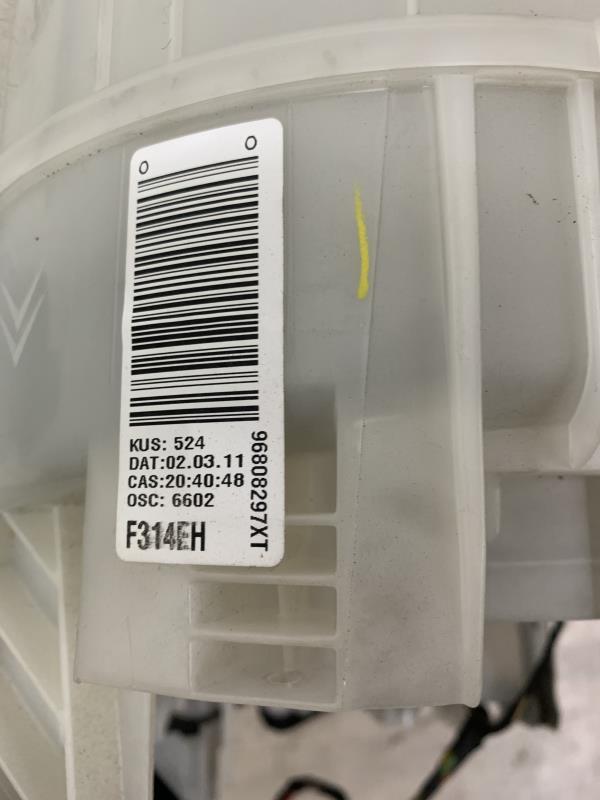 KUS: 524
DAT:02.03.11
CAS:20:40:48
OSC: 6602
F314EH
96808297XT